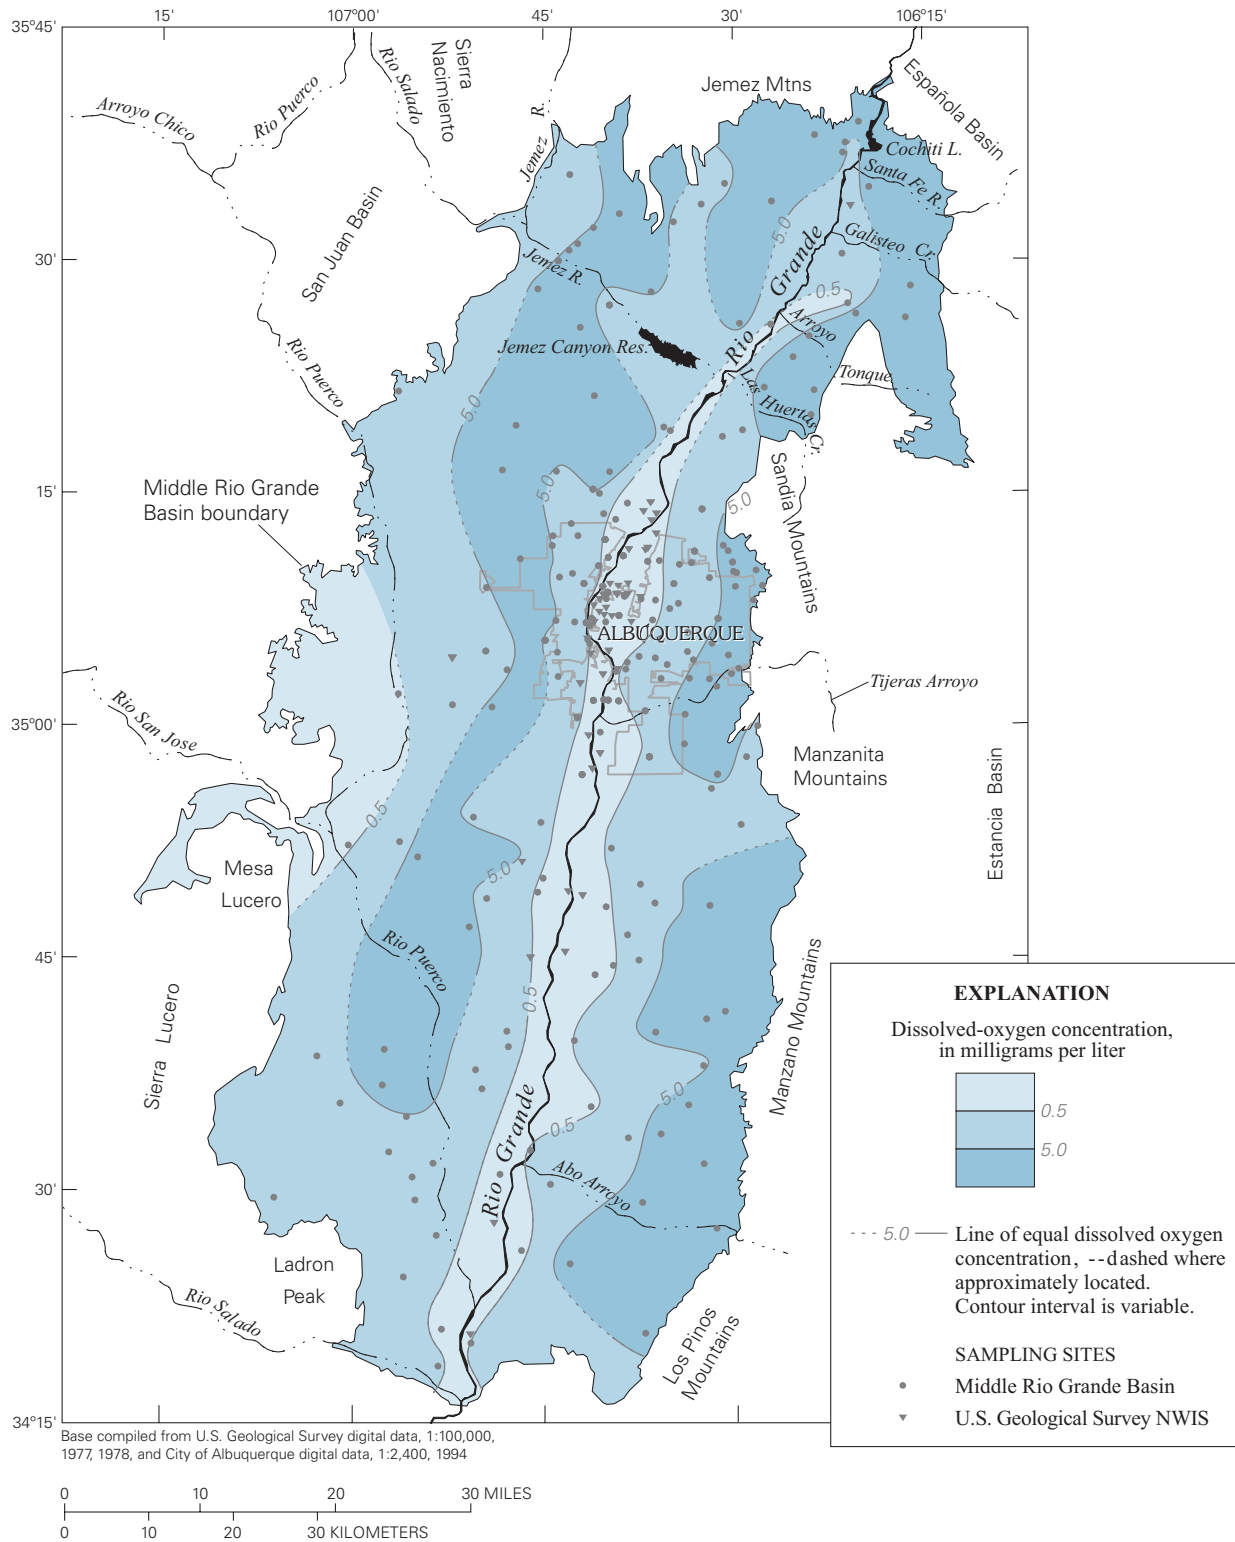 15'
107°00'
45'
30'
106°15'
35°45'
Sierra
Nacimiento
Rio Salado
Rio Puerco
Arroyo Chico
Jemez R.
Jemez Mtns
Española Basin
Cochiti L.
Santa Fe R.
San Juan Basin
Galisteo Cr.
5.0
30'
Jemez R.
Rio Grande
0.5
Arroyo
Tonque
Jemez Canyon Res.
Rio Puerco
Las Huertas Cr.
5.0
15'
Middle Rio Grande
Basin boundary
5.0
5.0
Sandia Mountains
ALBUQUERQUE
Tijeras Arroyo
Rio San Jose
35°00'
Manzanita
Mountains
Estancia Basin
0.5
Mesa
Lucero
5.0
Rio Puerco
45'
Sierra Lucero
0.5
Manzano Mountains
5.0
0.5
Rio Grande
Abo Arroyo
30'
Ladron
Peak
Rio Salado
Los Pinos
Mountains
34°15'
EXPLANATION
Dissolved-oxygen concentration,
in milligrams per liter
0.5
5.0
5.0
Line of equal dissolved oxygen
concentration, --dashed where
approximately located.
Contour interval is variable.
SAMPLING SITES
Middle Rio Grande Basin
U.S. Geological Survey NWIS
Base compiled from U.S. Geological Survey digital data, 1:100,000,
1977, 1978, and City of Albuquerque digital data, 1:2,400, 1994
0 10 20 30 MILES
0 10 20 30 KILOMETERS